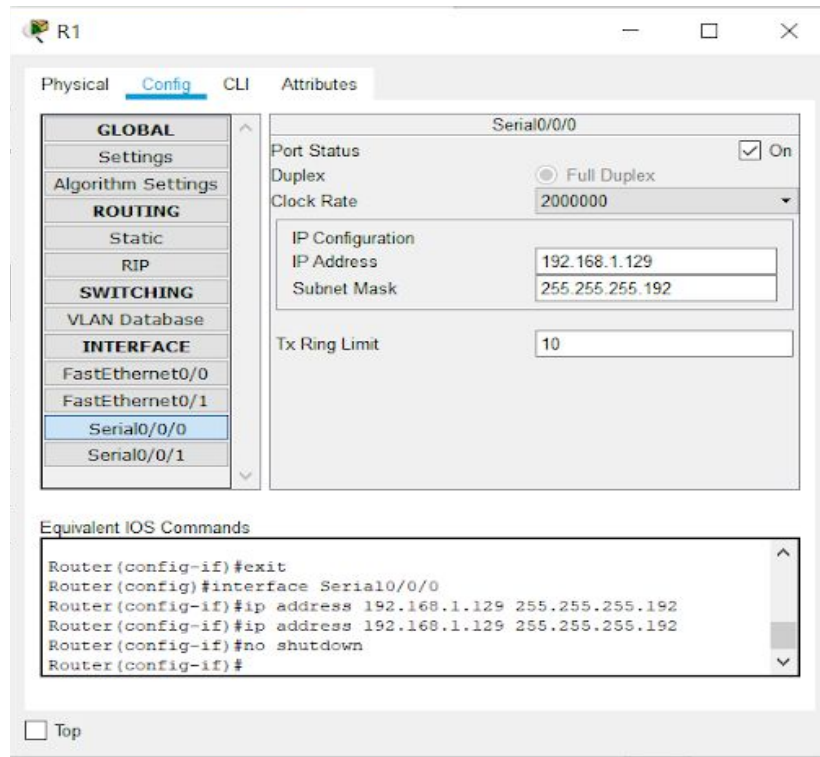 R1
Physical Config CLI Attributes
GLOBAL
Settings
Algorithm Settings
ROUTING
Static
RIP
SWITCHING
VLAN Database
INTERFACE
FastEthernet0/0
FastEthernet0/1
Serial0/0/0
Serial0/0/1
Serial0/0/0
Port Status On
Duplex Full Duplex
Clock Rate 2000000
IP Configuration
IP Address 192.168.1.129
Subnet Mask 255.255.255.192
Tx Ring Limit 10
Equivalent IOS Commands
Router(config-if)#exit
Router(config)#interface Serial0/0/0
Router(config-if)#ip address 192.168.1.129 255.255.255.192
Router(config-if)#ip address 192.168.1.129 255.255.255.192
Router(config-if)#no shutdown
Router(config-if)#
Top